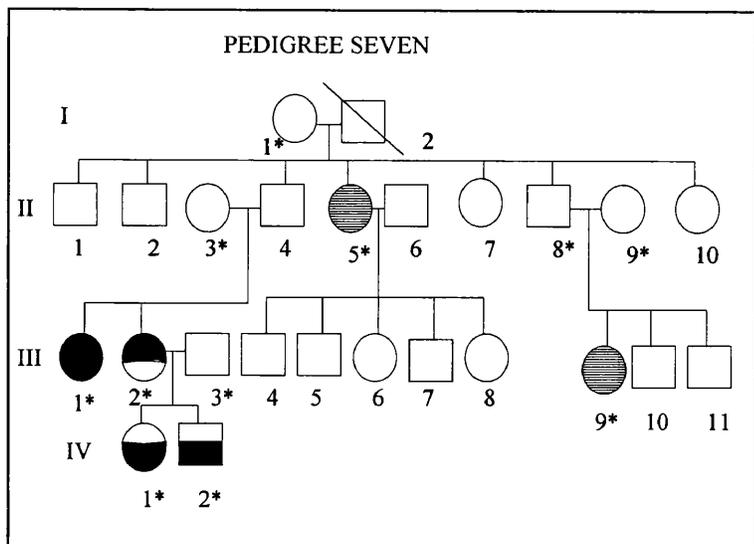 PEDIGREE SEVEN
I
1* 2
II
1 2 3* 4 5* 6 7 8* 9* 10
III
1* 2* 3* 4 5 6 7 8 9* 10 11
IV
1* 2*